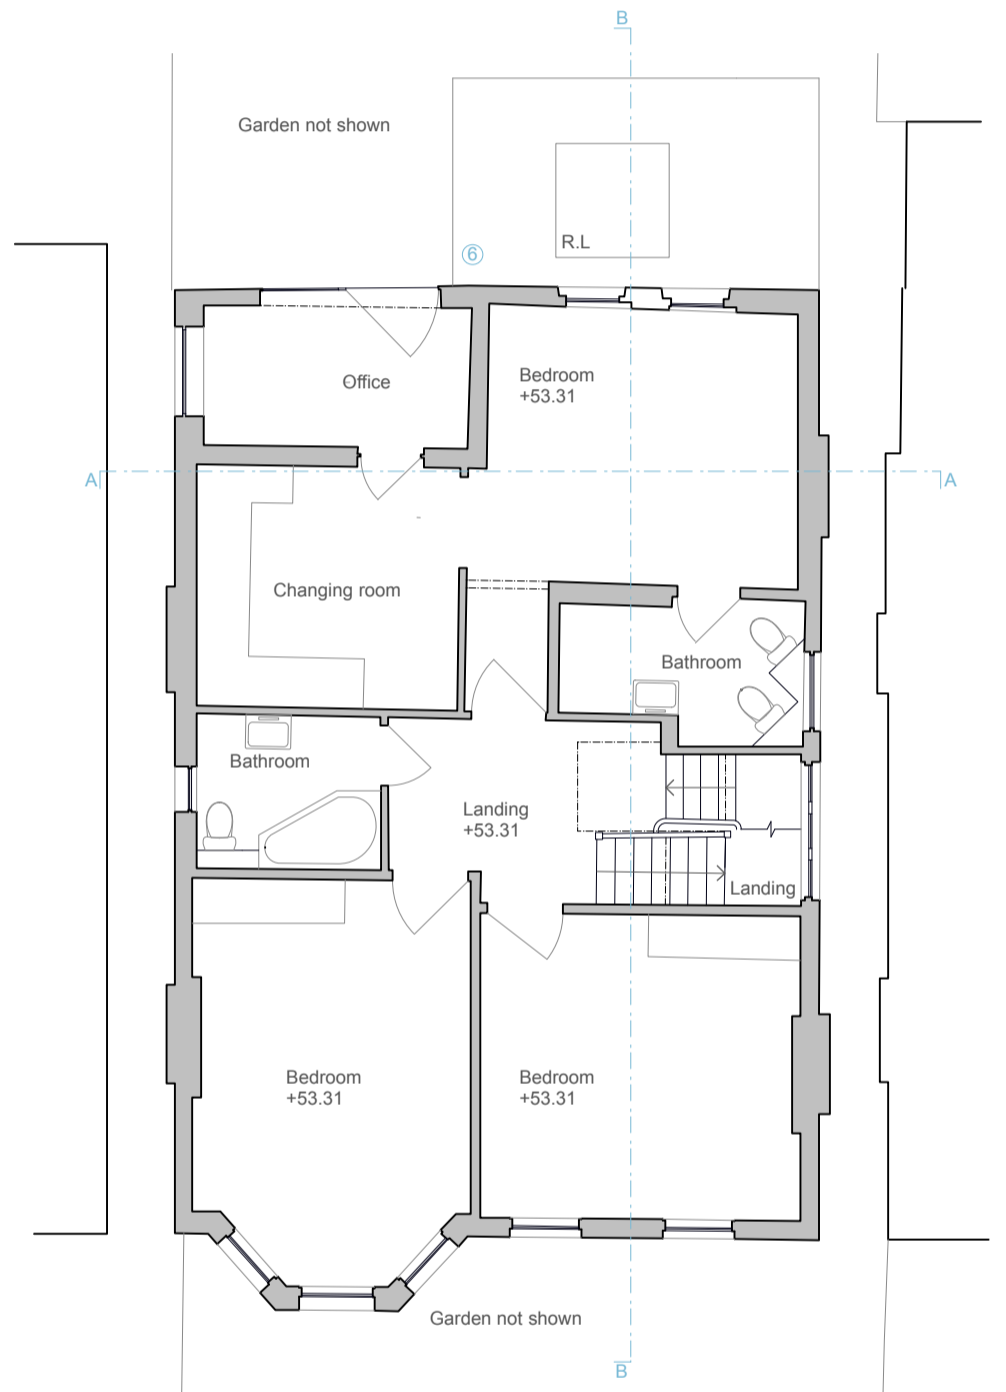 B
Garden not shown
R.L
6
Office
Bedroom
+53.31
A
A
Changing room
Bathroom
Bathroom
Landing
+53.31
Landing
Bedroom
+53.31
Bedroom
+53.31
Garden not shown
B